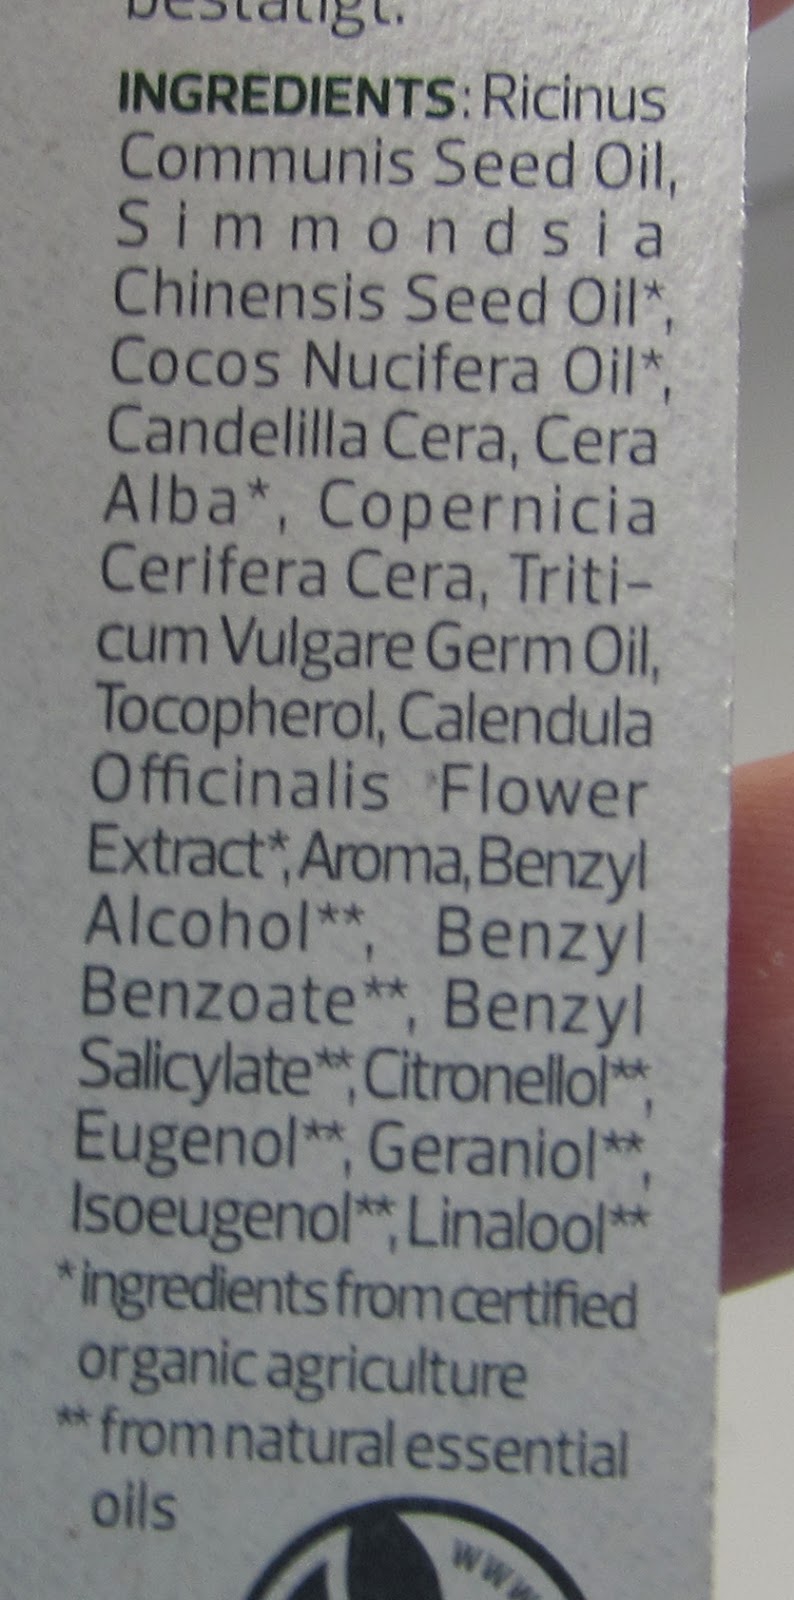 bestätigt.
INGREDIENTS: Ricinus
Communis Seed Oil,
Simmondsia
Chinensis Seed Oil*,
Cocos Nucifera Oil*,
Candelilla Cera, Cera
Alba*, Copernicia
Cerifera Cera, Triti-
cum Vulgare Germ Oil,
Tocopherol, Calendula
Officinalis Flower
Extract*, Aroma, Benzyl
Alcohol**, Benzyl
Benzoate**, Benzyl
Salicylate**, Citronellol**,
Eugenol**, Geraniol**,
Isoeugenol**, Linalool**
*ingredients from certified
organic agriculture
** from natural essential
oils
www